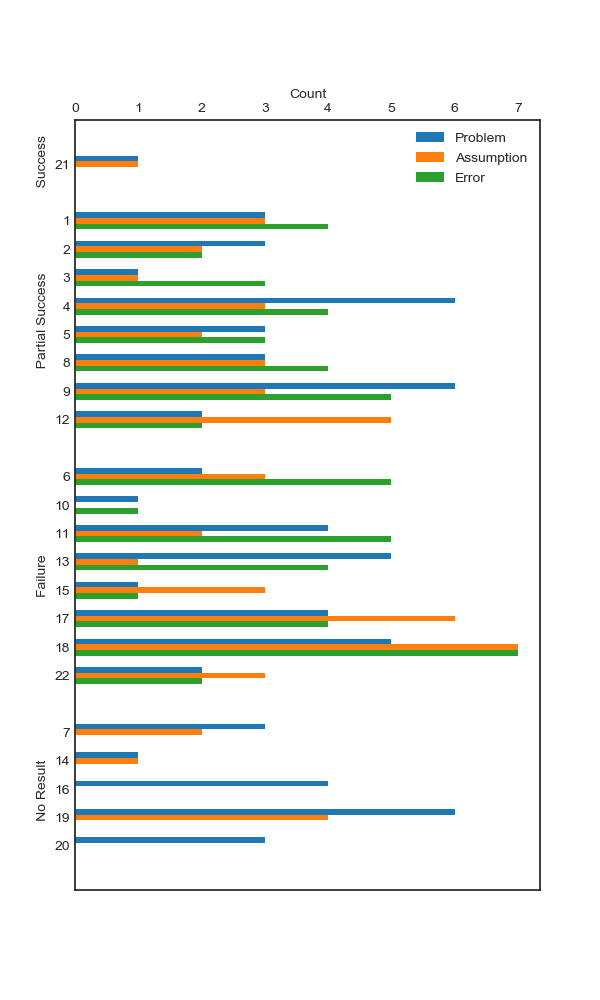 Count
0 1 2 3 4 5 6 7
Problem
Assumption
Error
Success
21
Partial Success
1
2
3
4
5
8
9
12
Failure
6
10
11
13
15
17
18
22
No Result
7
14
16
19
20